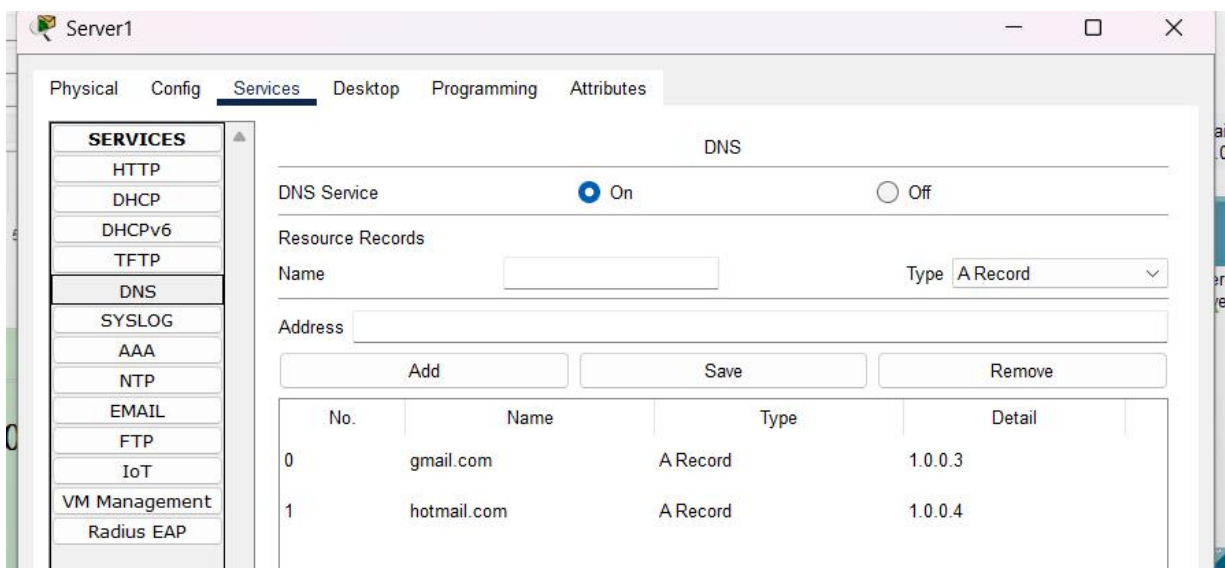 Server1
Physical Config Services Desktop Programming Attributes
SERVICES
HTTP
DHCP
DHCPv6
TFTP
DNS
SYSLOG
AAA
NTP
EMAIL
FTP
IoT
VM Management
Radius EAP
DNS
DNS Service On Off
Resource Records
Name Type A Record
Address
Add Save Remove
No. Name Type Detail
0 gmail.com A Record 1.0.0.3
1 hotmail.com A Record 1.0.0.4